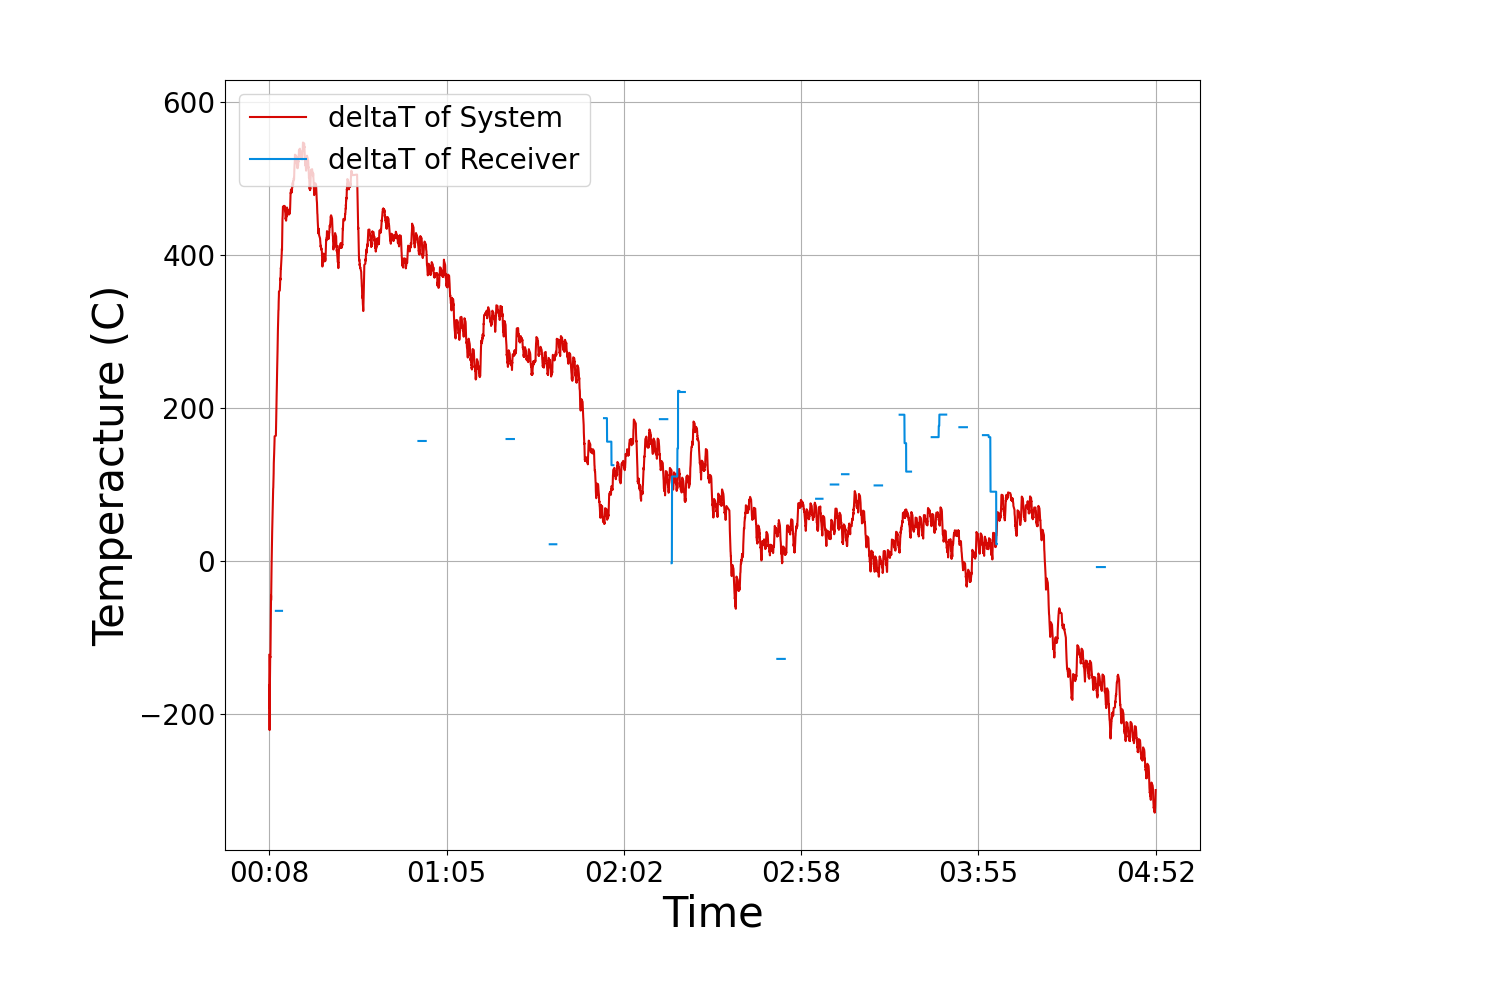 deltaT of System
deltaT of Receiver
600
400
200
0
−200
Temperacture (C)
00:08 01:05 02:02 02:58 03:55 04:52
Time